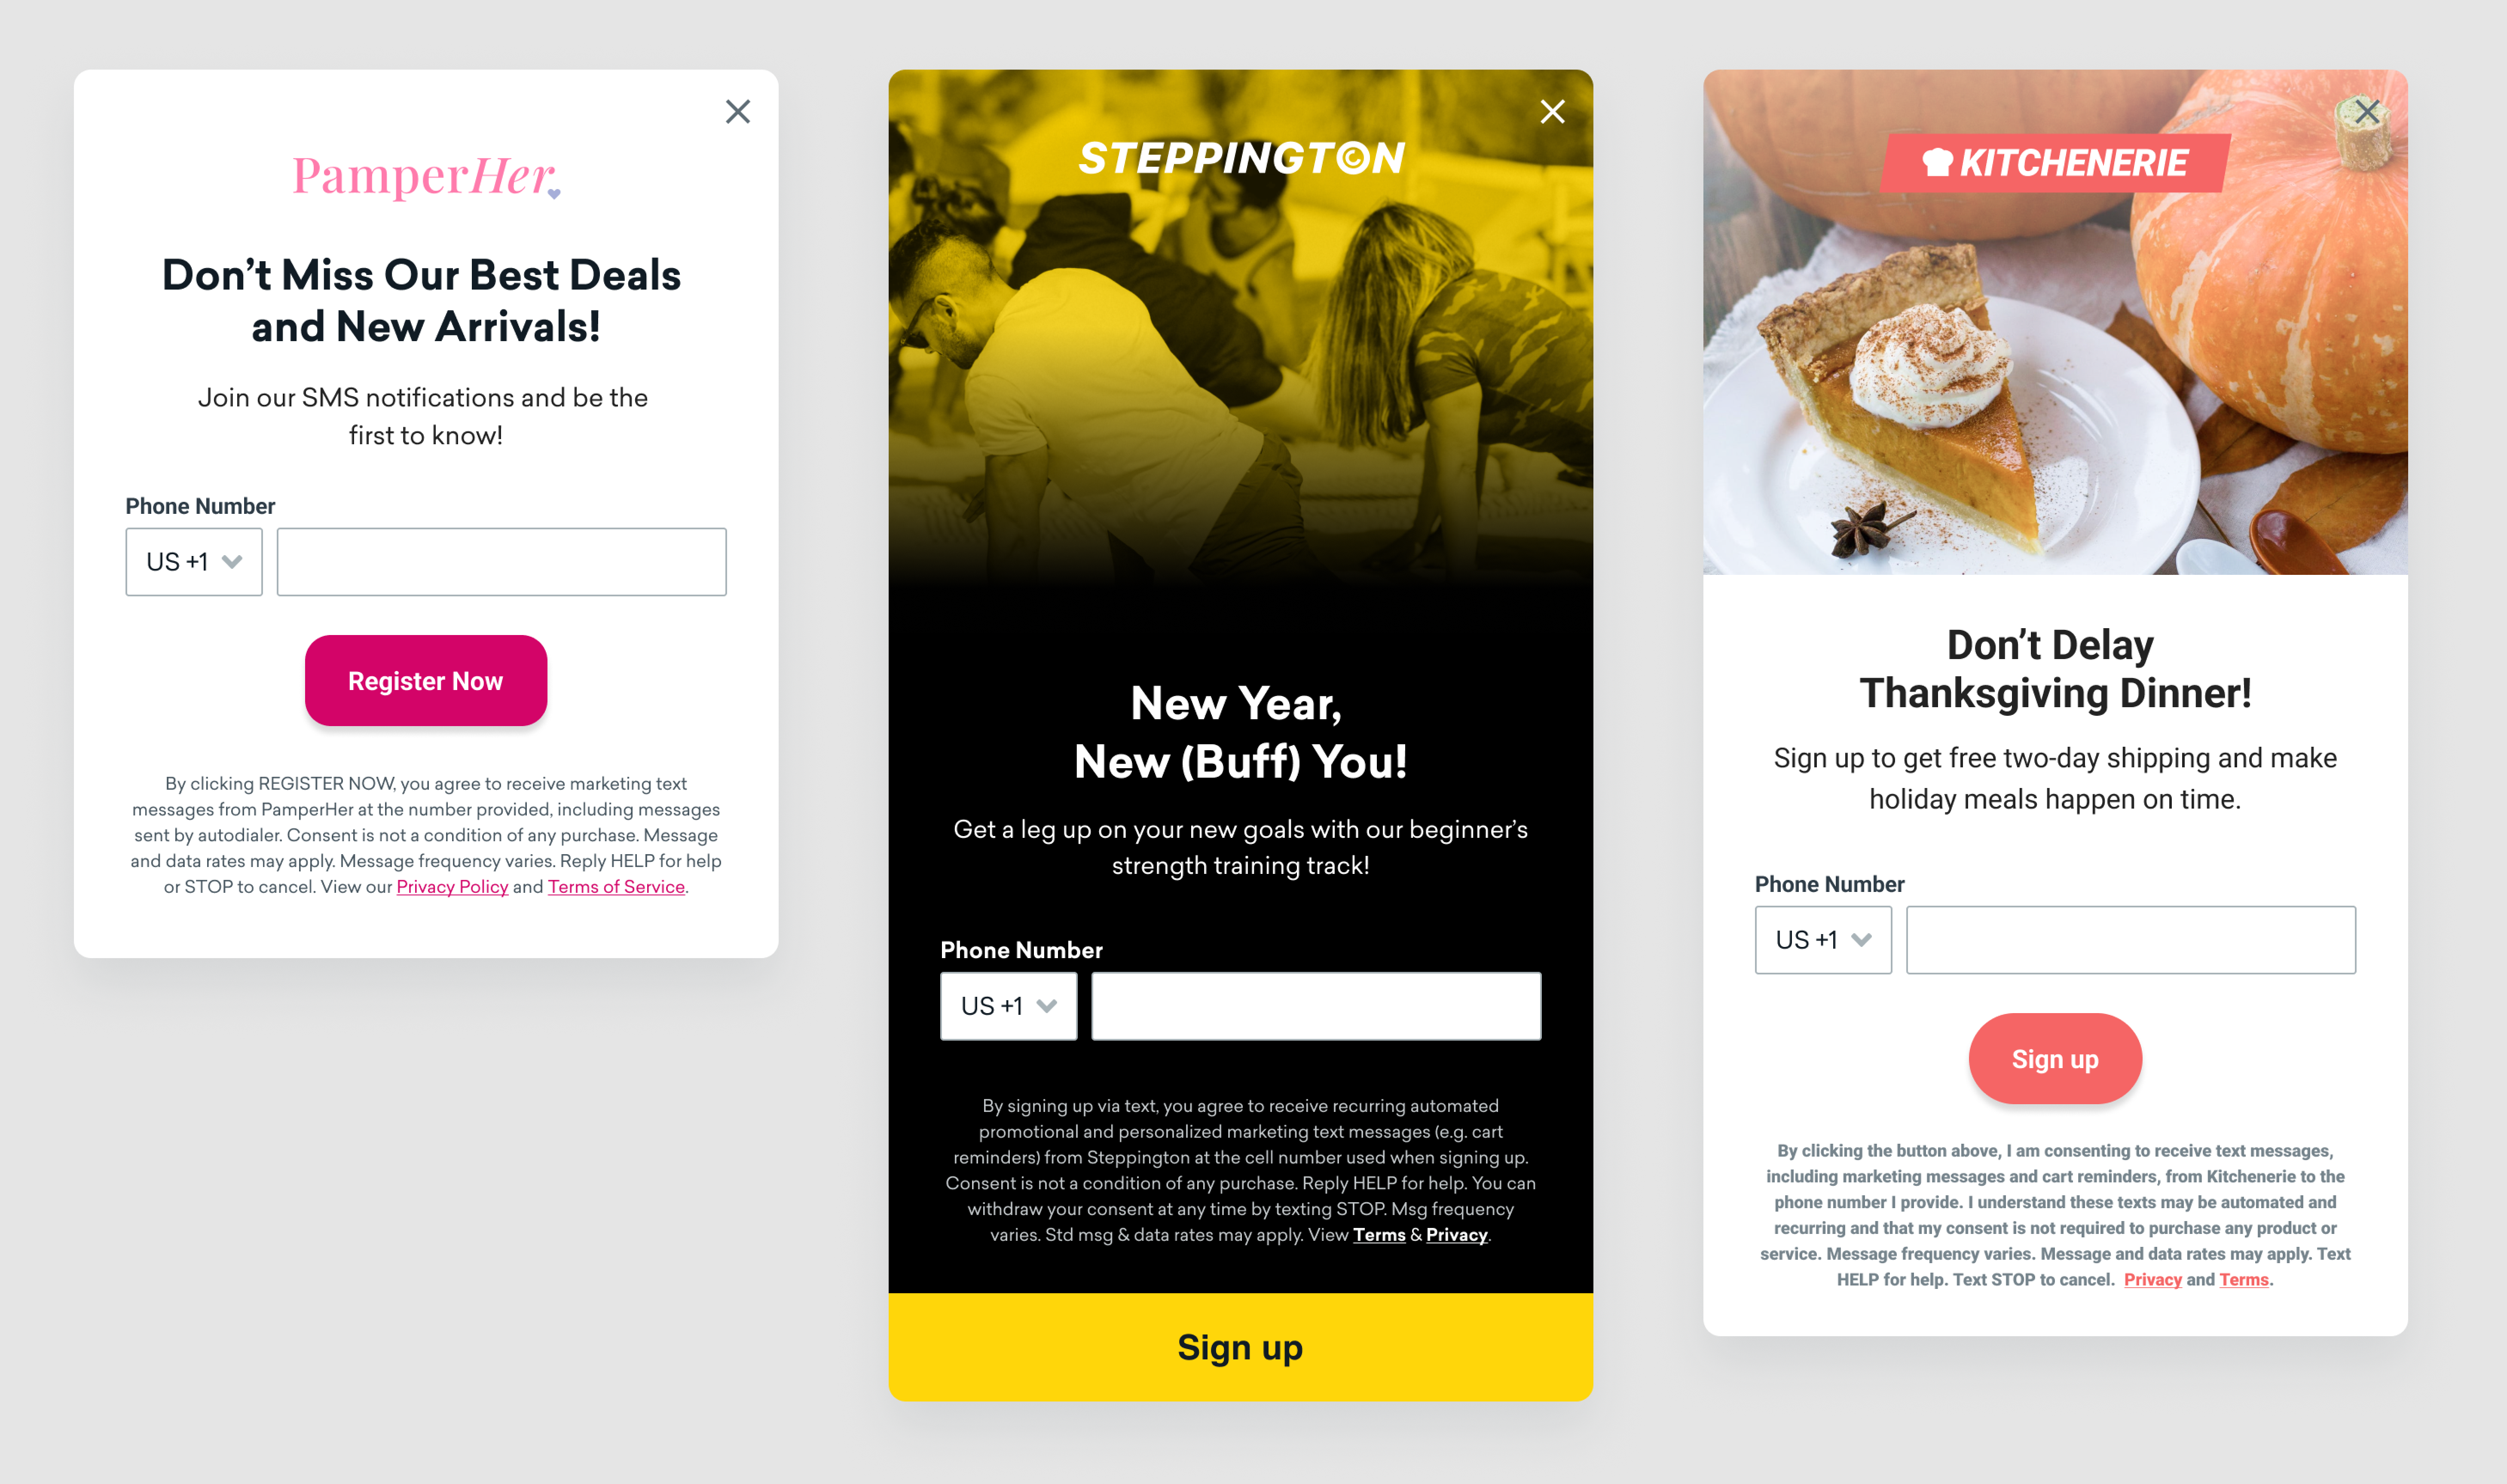 PamperHer
Don’t Miss Our Best Deals
and New Arrivals!
Join our SMS notifications and be the
first to know!
Phone Number
US +1
Register Now
By clicking REGISTER NOW, you agree to receive marketing text
messages from PamperHer at the number provided, including messages
sent by autodialer. Consent is not a condition of any purchase. Message
and data rates may apply. Message frequency varies. Reply HELP for help
or STOP to cancel. View our Privacy Policy and Terms of Service.
STEPPINGTON
New Year,
New (Buff) You!
Get a leg up on your new goals with our beginner’s
strength training track!
Phone Number
US +1
By signing up via text, you agree to receive recurring automated
promotional and personalized marketing text messages (e.g. cart
reminders) from Steppington at the cell number used when signing up.
Consent is not a condition of any purchase. Reply HELP for help. You can
withdraw your consent at any time by texting STOP. Msg frequency
varies. Std msg & data rates may apply. View Terms & Privacy.
Sign up
KITCHENERIE
Don’t Delay
Thanksgiving Dinner!
Sign up to get free two-day shipping and make
holiday meals happen on time.
Phone Number
US +1
Sign up
By clicking the button above, I am consenting to receive text messages,
including marketing messages and cart reminders, from Kitchenerie to the
phone number I provide. I understand these texts may be automated and
recurring and that my consent is not required to purchase any product or
service. Message frequency varies. Message and data rates may apply. Text
HELP for help. Text STOP to cancel. Privacy and Terms.